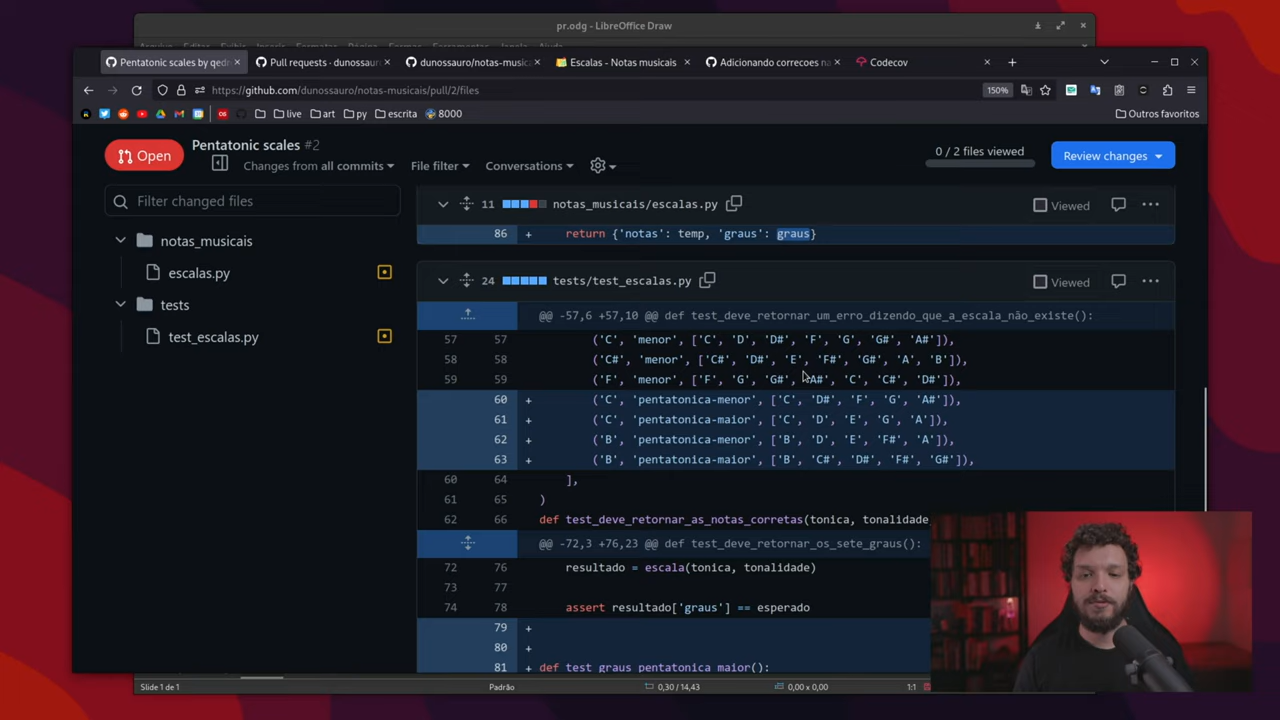 pr.odg - LibreOffice Draw
Pentatonic scales by qedr
Pull requests · dunossauro/
dunossauro/notas-musica
Escalas - Notas musicais
Adicionando correcoes na
Codecov
https://github.com/dunossauro/notas-musicais/pull/2/files
150%
live
art
py
escrita
8000
Outros favoritos
Open
Pentatonic scales #2
Changes from all commits
File filter
Conversations
0 / 2 files viewed
Review changes
Filter changed files
notas_musicais
escalas.py
tests
test_escalas.py
11 notas_musicais/escalas.py
Viewed
86 + return {'notas': temp, 'graus': graus}
24 tests/test_escalas.py
Viewed
@@ -57,6 +57,10 @@ def test_deve_retornar_um_erro_dizendo_que_a_escala_não_existe():
57 57 ('C', 'menor', ['C', 'D', 'D#', 'F', 'G', 'G#', 'A#']),
58 58 ('C#', 'menor', ['C#', 'D#', 'E', 'F#', 'G#', 'A', 'B']),
59 59 ('F', 'menor', ['F', 'G', 'G#', 'A#', 'C', 'C#', 'D#']),
60 + ('C', 'pentatonica-menor', ['C', 'D#', 'F', 'G', 'A#']),
61 + ('C', 'pentatonica-maior', ['C', 'D', 'E', 'G', 'A']),
62 + ('B', 'pentatonica-menor', ['B', 'D', 'E', 'F#', 'A']),
63 + ('B', 'pentatonica-maior', ['B', 'C#', 'D#', 'F#', 'G#']),
60 64 ],
61 65 )
62 66 def test_deve_retornar_as_notas_corretas(tonica, tonalidade
@@ -72,3 +76,23 @@ def test_deve_retornar_os_sete_graus():
72 76 resultado = escala(tonica, tonalidade)
73 77
74 78 assert resultado['graus'] == esperado
79 +
80 +
81 + def test_graus_pentatonica_maior():
Slide 1 de 1
Padrão
0,30 / 14,43
0,00 x 0,00
1:1